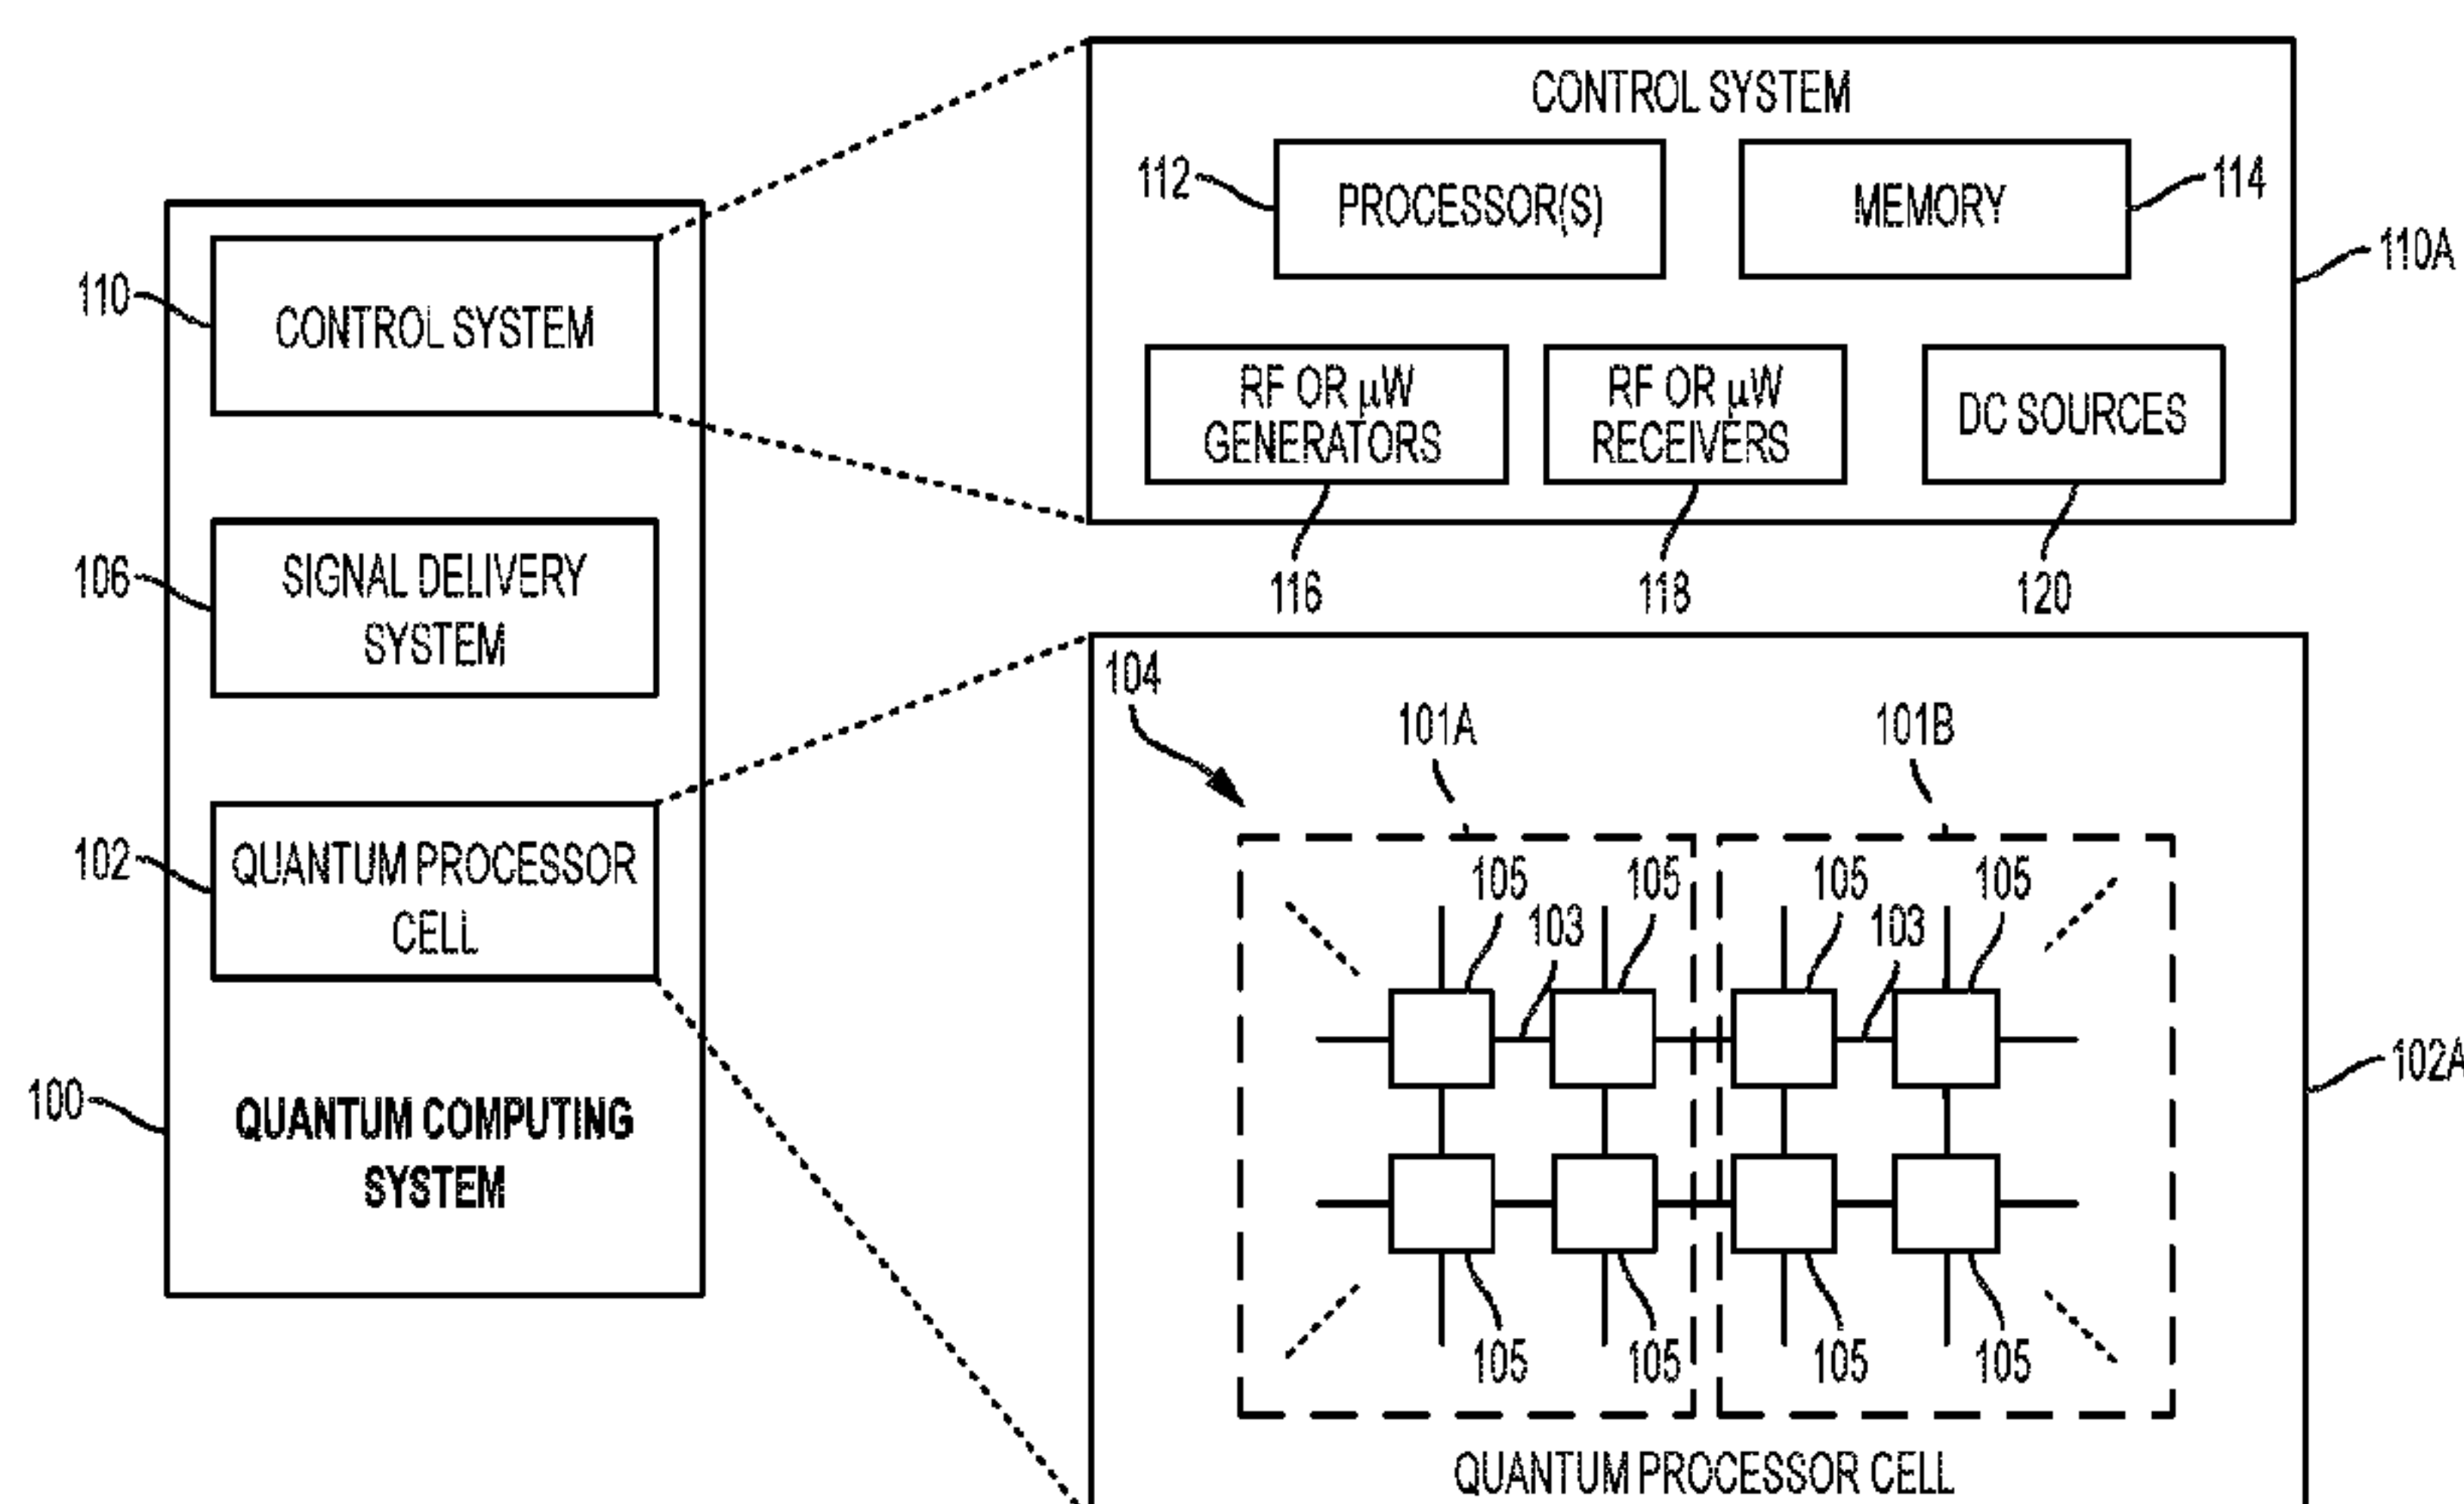 110
CONTROL SYSTEM
106
SIGNAL DELIVERY
SYSTEM
102
QUANTUM PROCESSOR
CELL
100
QUANTUM COMPUTING
SYSTEM
CONTROL SYSTEM
112
PROCESSOR(S)
MEMORY
114
110A
RF OR µW
GENERATORS
RF OR µW
RECEIVERS
DC SOURCES
116
118
120
104
101A
101B
105
105
105
105
103
103
102A
105
105
105
105
QUANTUM PROCESSOR CELL